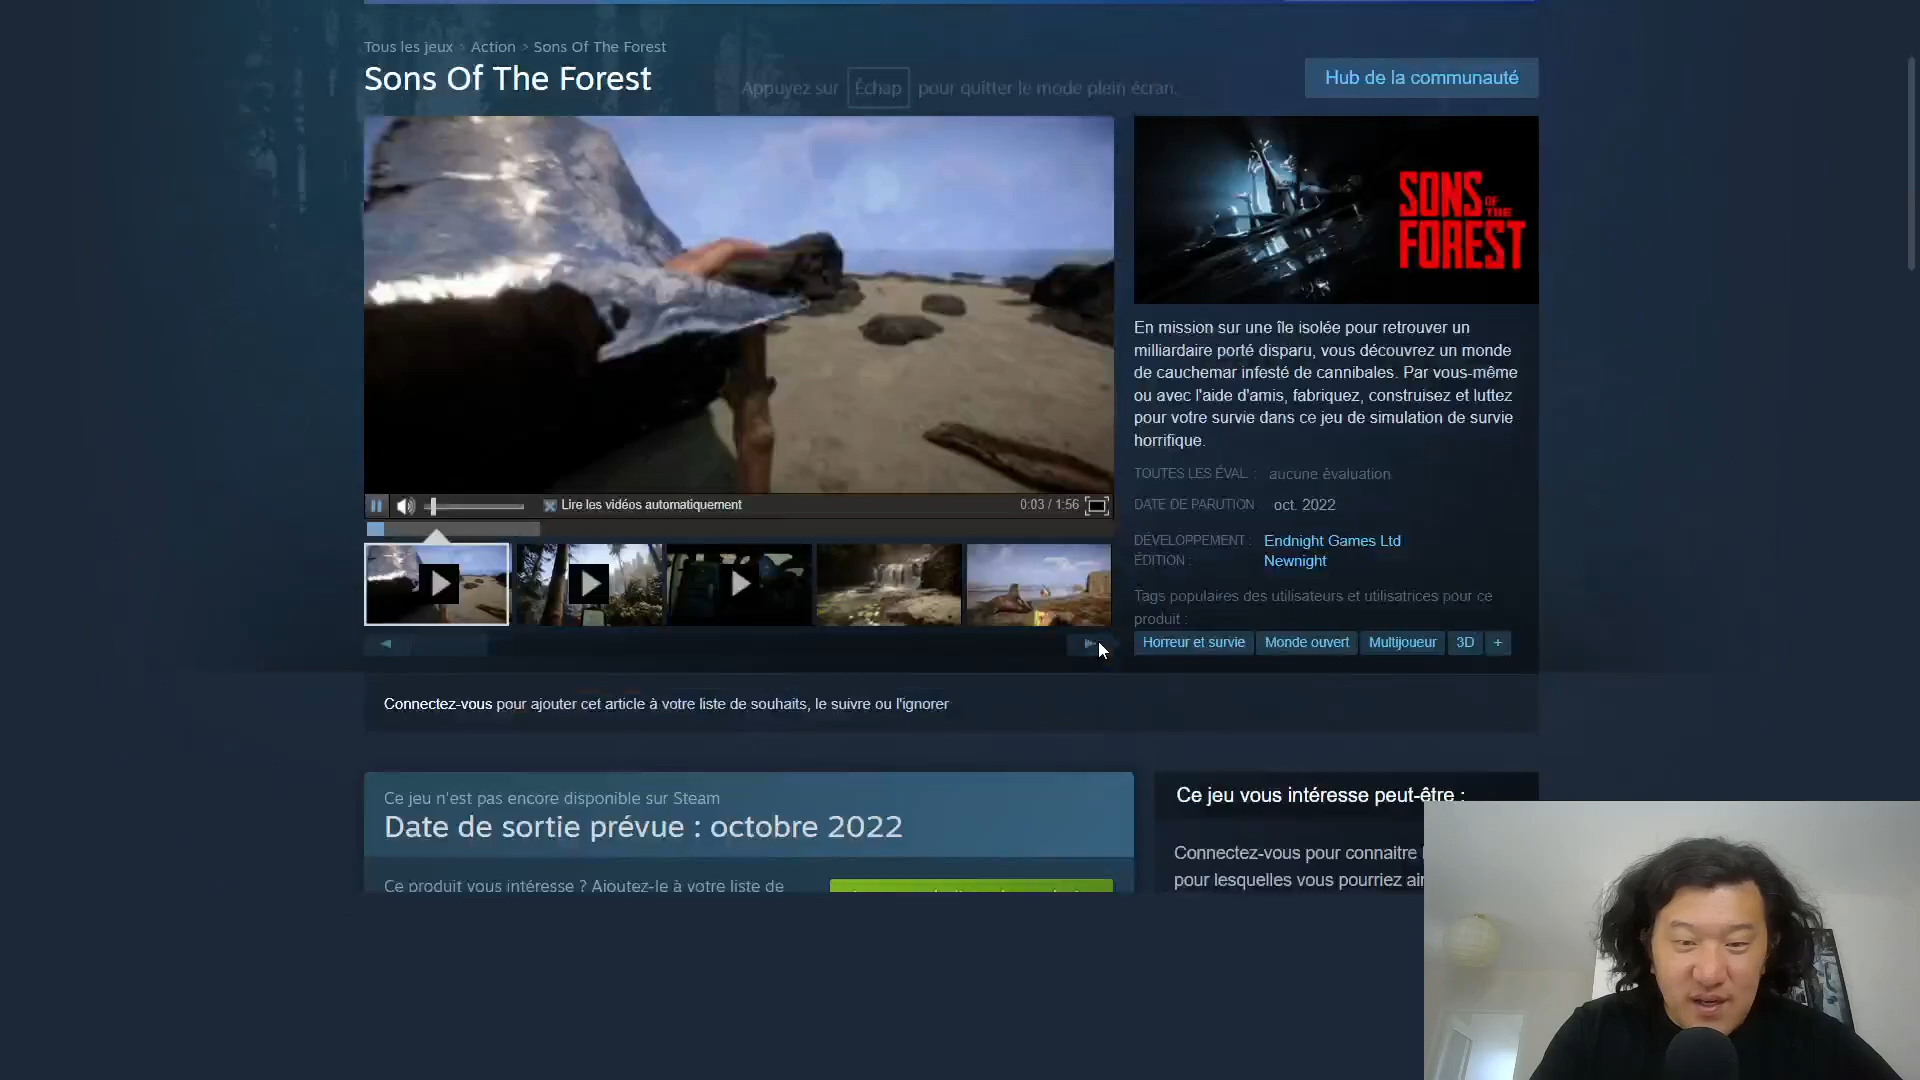 Tous les jeux > Action > Sons Of The Forest
Sons Of The Forest
Appuyez sur Échap pour quitter le mode plein écran.
Hub de la communauté
SONS OF THE FOREST
En mission sur une île isolée pour retrouver un
milliardaire porté disparu, vous découvrez un monde
de cauchemar infesté de cannibales. Par vous-même
ou avec l'aide d'amis, fabriquez, construisez et luttez
pour votre survie dans ce jeu de simulation de survie
horrifique.
TOUTES LES ÉVAL. : aucune évaluation
DATE DE PARUTION oct. 2022
DÉVELOPPEMENT : Endnight Games Ltd
ÉDITION : Newnight
Tags populaires des utilisateurs et utilisatrices pour ce
produit :
Horreur et survie Monde ouvert Multijoueur 3D +
Lire les vidéos automatiquement 0:03 / 1:56
Connectez-vous pour ajouter cet article à votre liste de souhaits, le suivre ou l'ignorer
Ce jeu n'est pas encore disponible sur Steam
Date de sortie prévue : octobre 2022
Ce produit vous intéresse ? Ajoutez-le à votre liste de
Ce jeu vous intéresse peut-être :
Connectez-vous pour connaitre
pour lesquelles vous pourriez